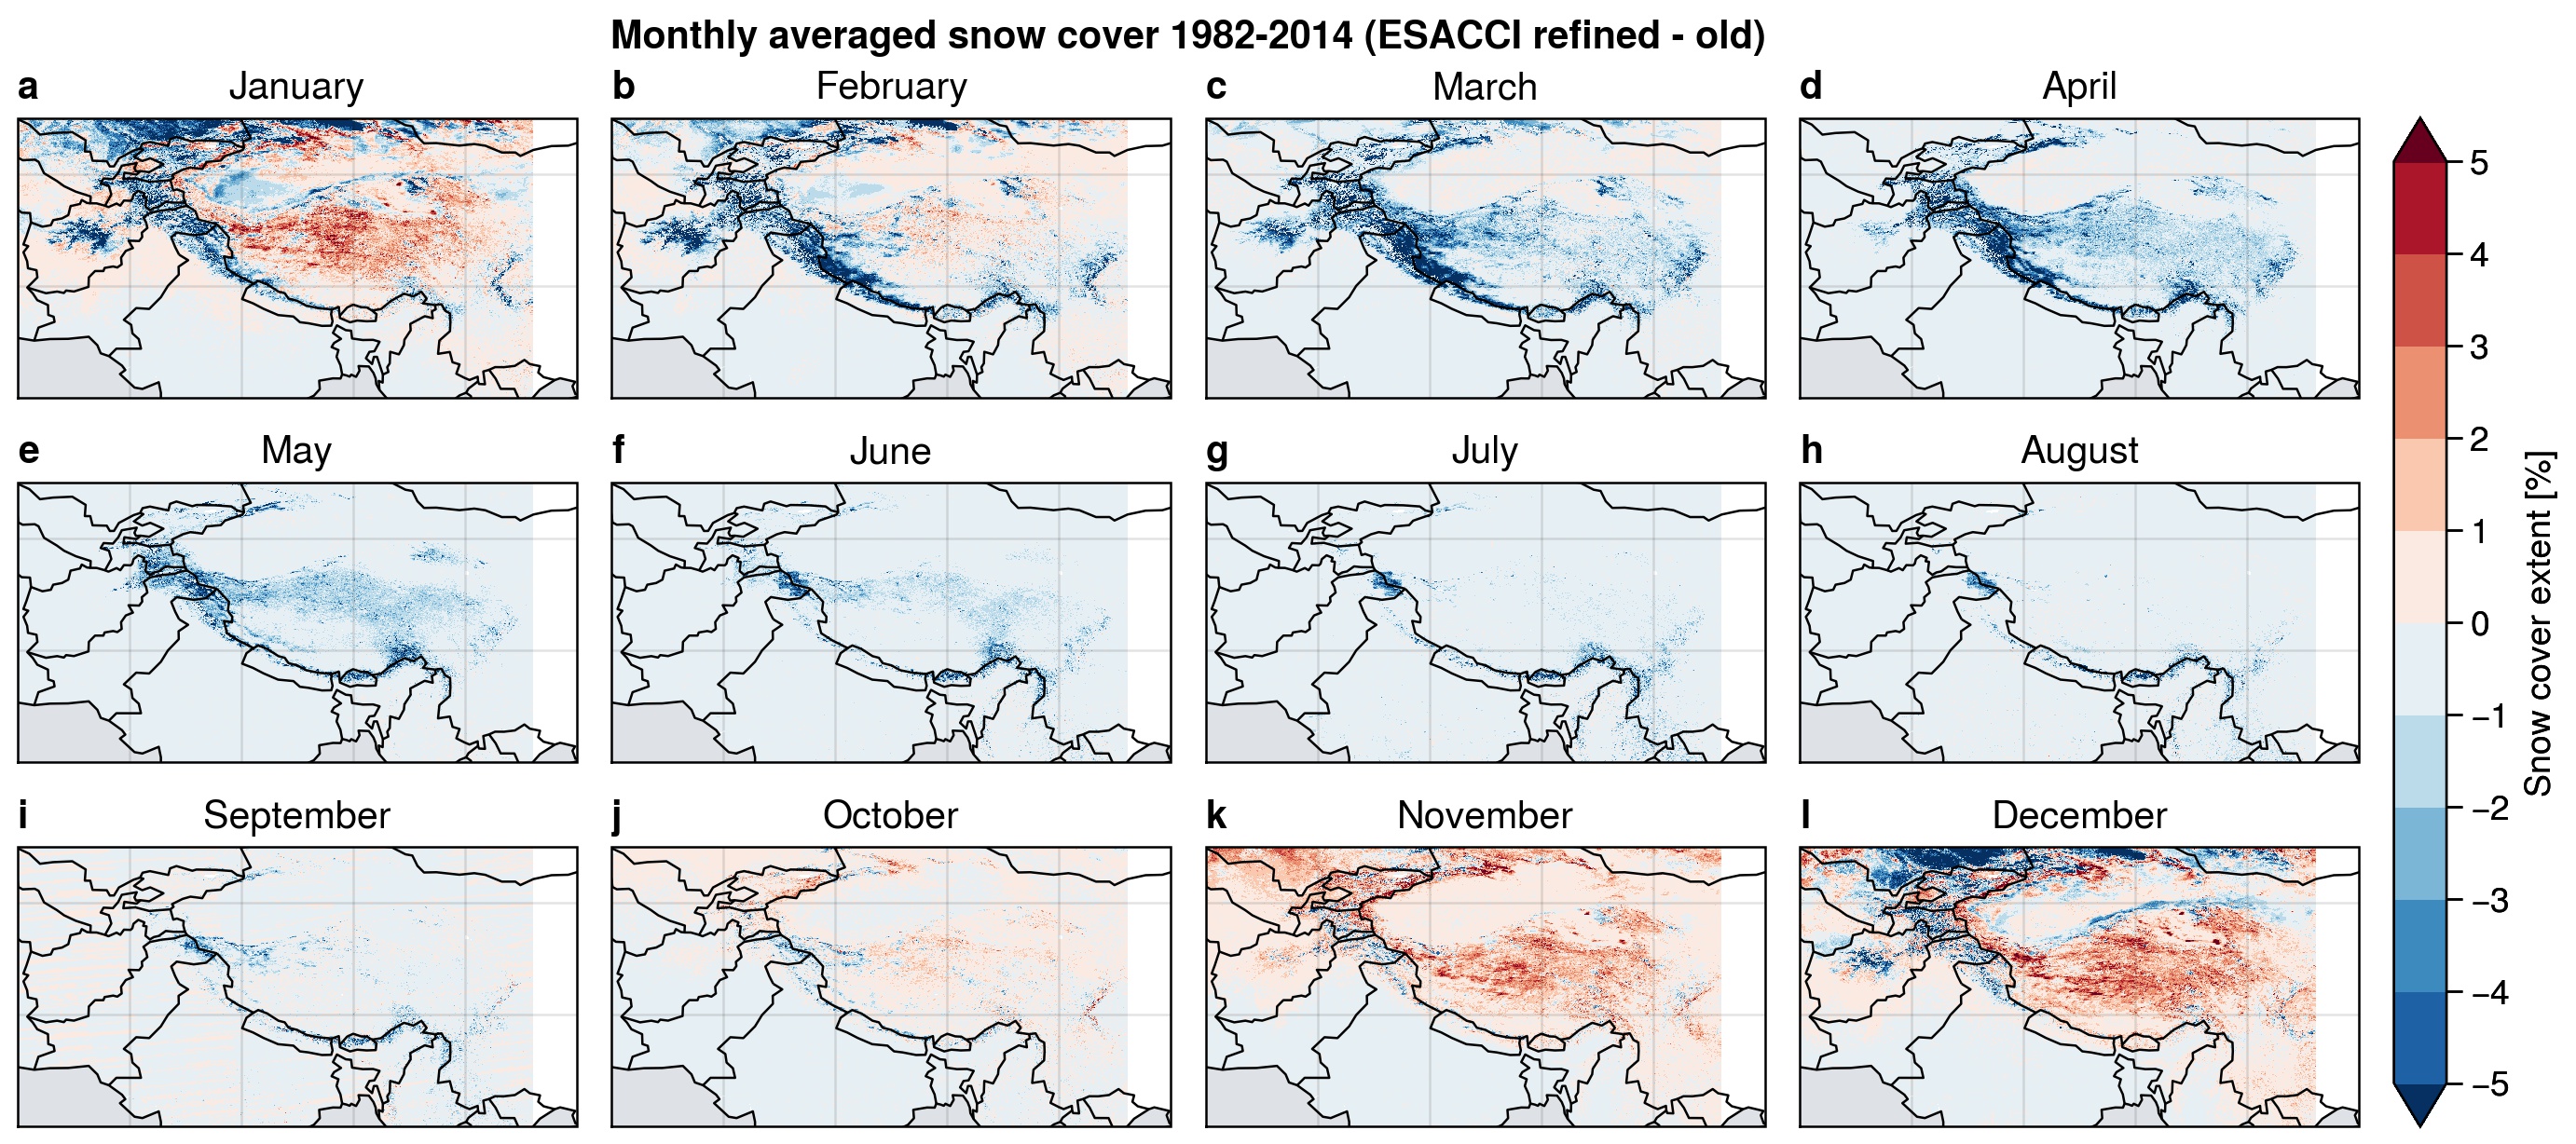 Monthly averaged snow cover 1982-2014 (ESACCI refined - old)
a January
b February
c March
d April
e May
f June
g July
h August
i September
j October
k November
l December
5
4
3
2
1
0
−1
−2
−3
−4
−5
Snow cover extent [%]